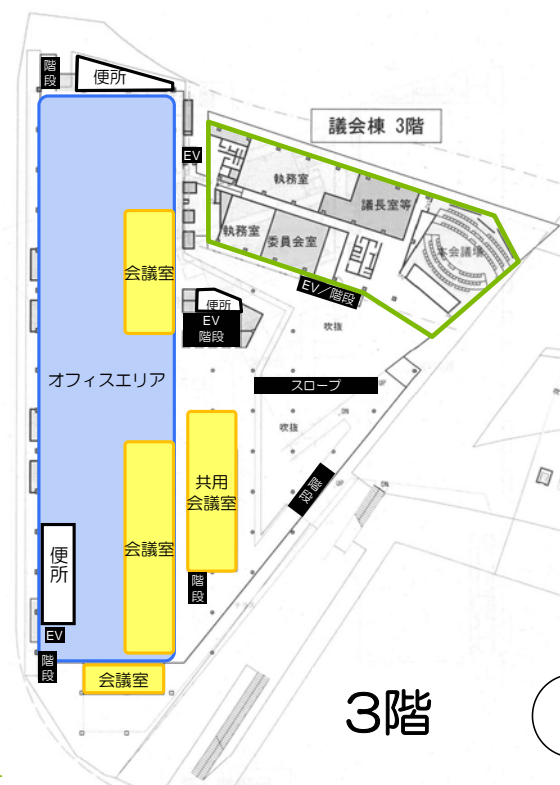 階
段
便所
議会棟 3階
EV
執務室
議長室等
執務室
委員会室
本会議場
会議室
EV/階段
便所
EV
階段
吹抜
オフィスエリア
スロープ
UP
DN
吹抜
共用
会議室
階段
UP
DN
会議室
便所
階
段
EV
階
段
会議室
3階